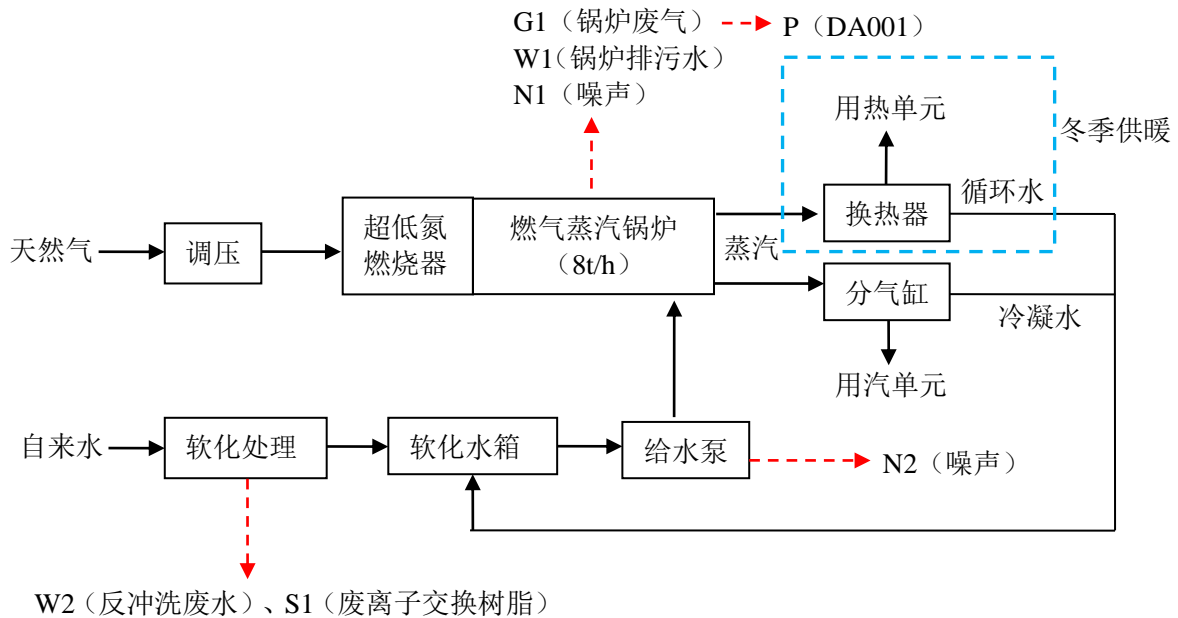 G1（锅炉废气） P（DA001）
W1（锅炉排污水）
N1（噪声）
用热单元
冬季供暖
天然气
调压
超低氮
燃烧器
燃气蒸汽锅炉
（8t/h）
蒸汽
换热器
循环水
分气缸
冷凝水
用汽单元
自来水
软化处理
软化水箱
给水泵
N2（噪声）
W2（反冲洗废水）、S1（废离子交换树脂）